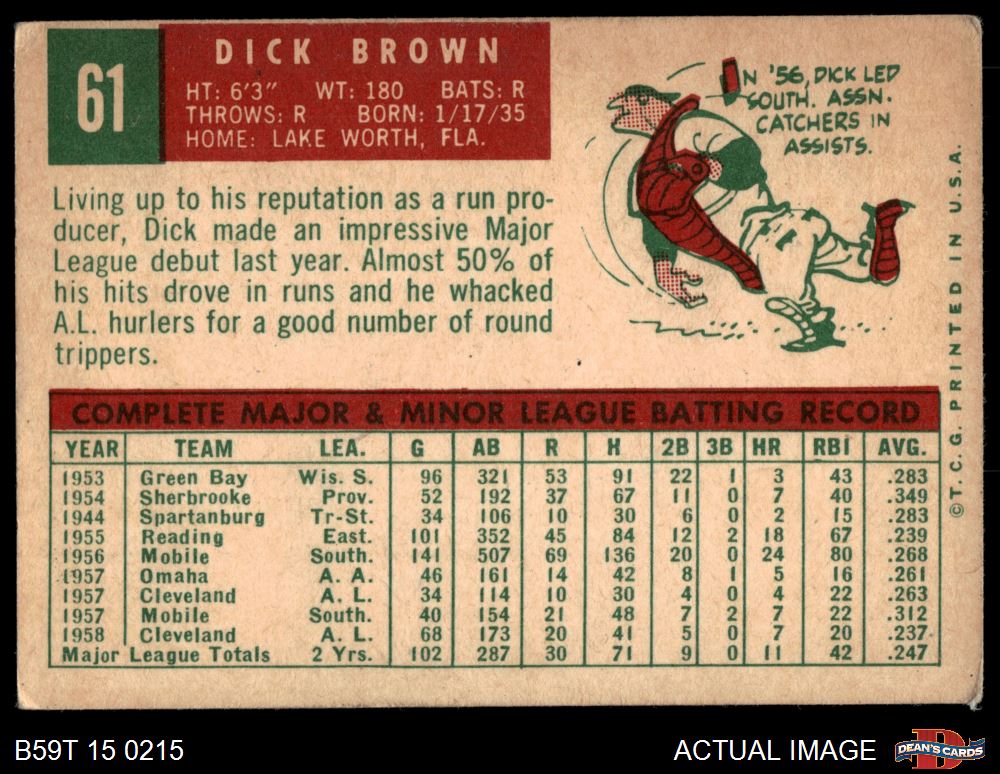 61
DICK BROWN
HT: 6'3" WT: 180 BATS: R
THROWS: R BORN: 1/17/35
HOME: LAKE WORTH, FLA.
IN '56, DICK LED
SOUTH. ASSN.
CATCHERS IN
ASSISTS.
Living up to his reputation as a run pro-
ducer, Dick made an impressive Major
League debut last year. Almost 50% of
his hits drove in runs and he whacked
A.L. hurlers for a good number of round
trippers.
COMPLETE MAJOR & MINOR LEAGUE BATTING RECORD
YEAR TEAM LEA. G AB R H 2B 3B HR RBI AVG.
1953 Green Bay Wis. S. 96 321 53 91 22 1 3 43 .283
1954 Sherbrooke Prov. 52 192 37 67 11 0 7 40 .349
1944 Spartanburg Tr-St. 34 106 10 30 6 0 2 15 .283
1955 Reading East. 101 352 45 84 12 2 18 67 .239
1956 Mobile South. 141 507 69 136 20 0 24 80 .268
1957 Omaha A. A. 46 161 14 42 8 1 5 16 .261
1957 Cleveland A. L. 34 114 10 30 4 0 4 22 .263
1957 Mobile South. 40 154 21 48 7 2 7 22 .312
1958 Cleveland A. L. 68 173 20 41 5 0 7 20 .237
Major League Totals 2 Yrs. 102 287 30 71 9 0 11 42 .247
© T. C. G. PRINTED IN U.S.A.
B59T 15 0215
ACTUAL IMAGE
DEAN'S CARDS